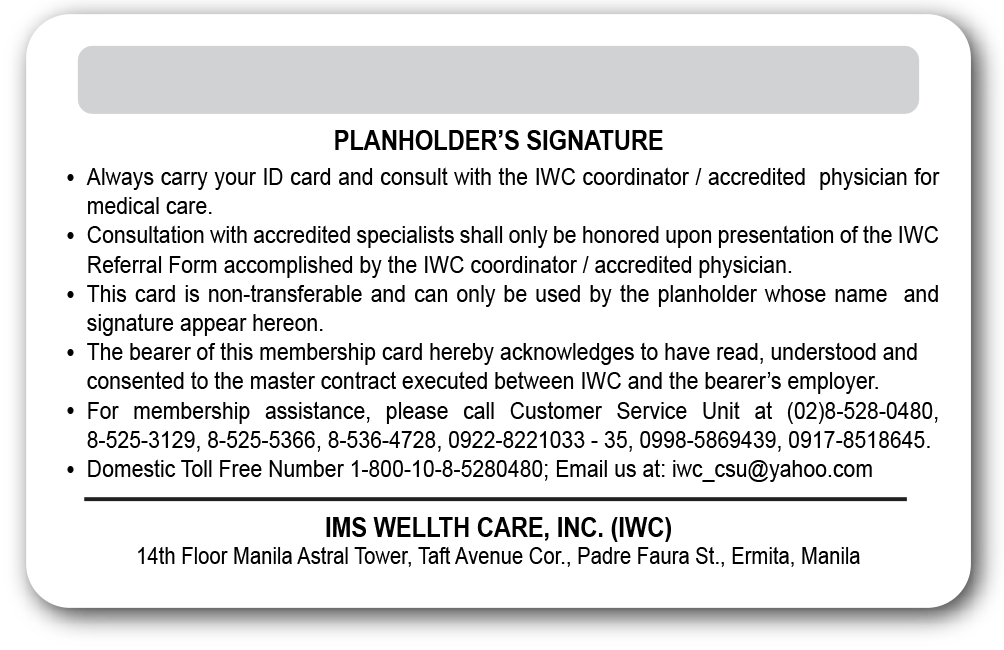 PLANHOLDER’S SIGNATURE
• Always carry your ID card and consult with the IWC coordinator / accredited physician for
medical care.
• Consultation with accredited specialists shall only be honored upon presentation of the IWC
Referral Form accomplished by the IWC coordinator / accredited physician.
• This card is non-transferable and can only be used by the planholder whose name and
signature appear hereon.
• The bearer of this membership card hereby acknowledges to have read, understood and
consented to the master contract executed between IWC and the bearer’s employer.
• For membership assistance, please call Customer Service Unit at (02)8-528-0480,
8-525-3129, 8-525-5366, 8-536-4728, 0922-8221033 - 35, 0998-5869439, 0917-8518645.
• Domestic Toll Free Number 1-800-10-8-5280480; Email us at: iwc_csu@yahoo.com
IMS WELLTH CARE, INC. (IWC)
14th Floor Manila Astral Tower, Taft Avenue Cor., Padre Faura St., Ermita, Manila